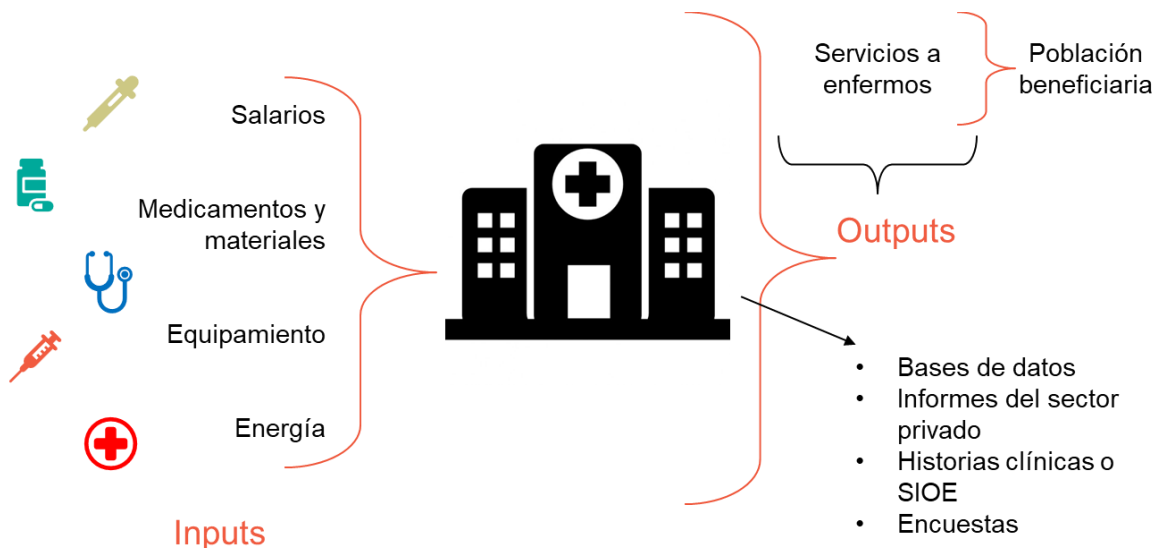 Salarios
Medicamentos y
materiales
Equipamiento
Energía
Inputs
Servicios a
enfermos
Población
beneficiaria
Outputs
• Bases de datos
• Informes del sector
privado
• Historias clínicas o
SIOE
• Encuestas